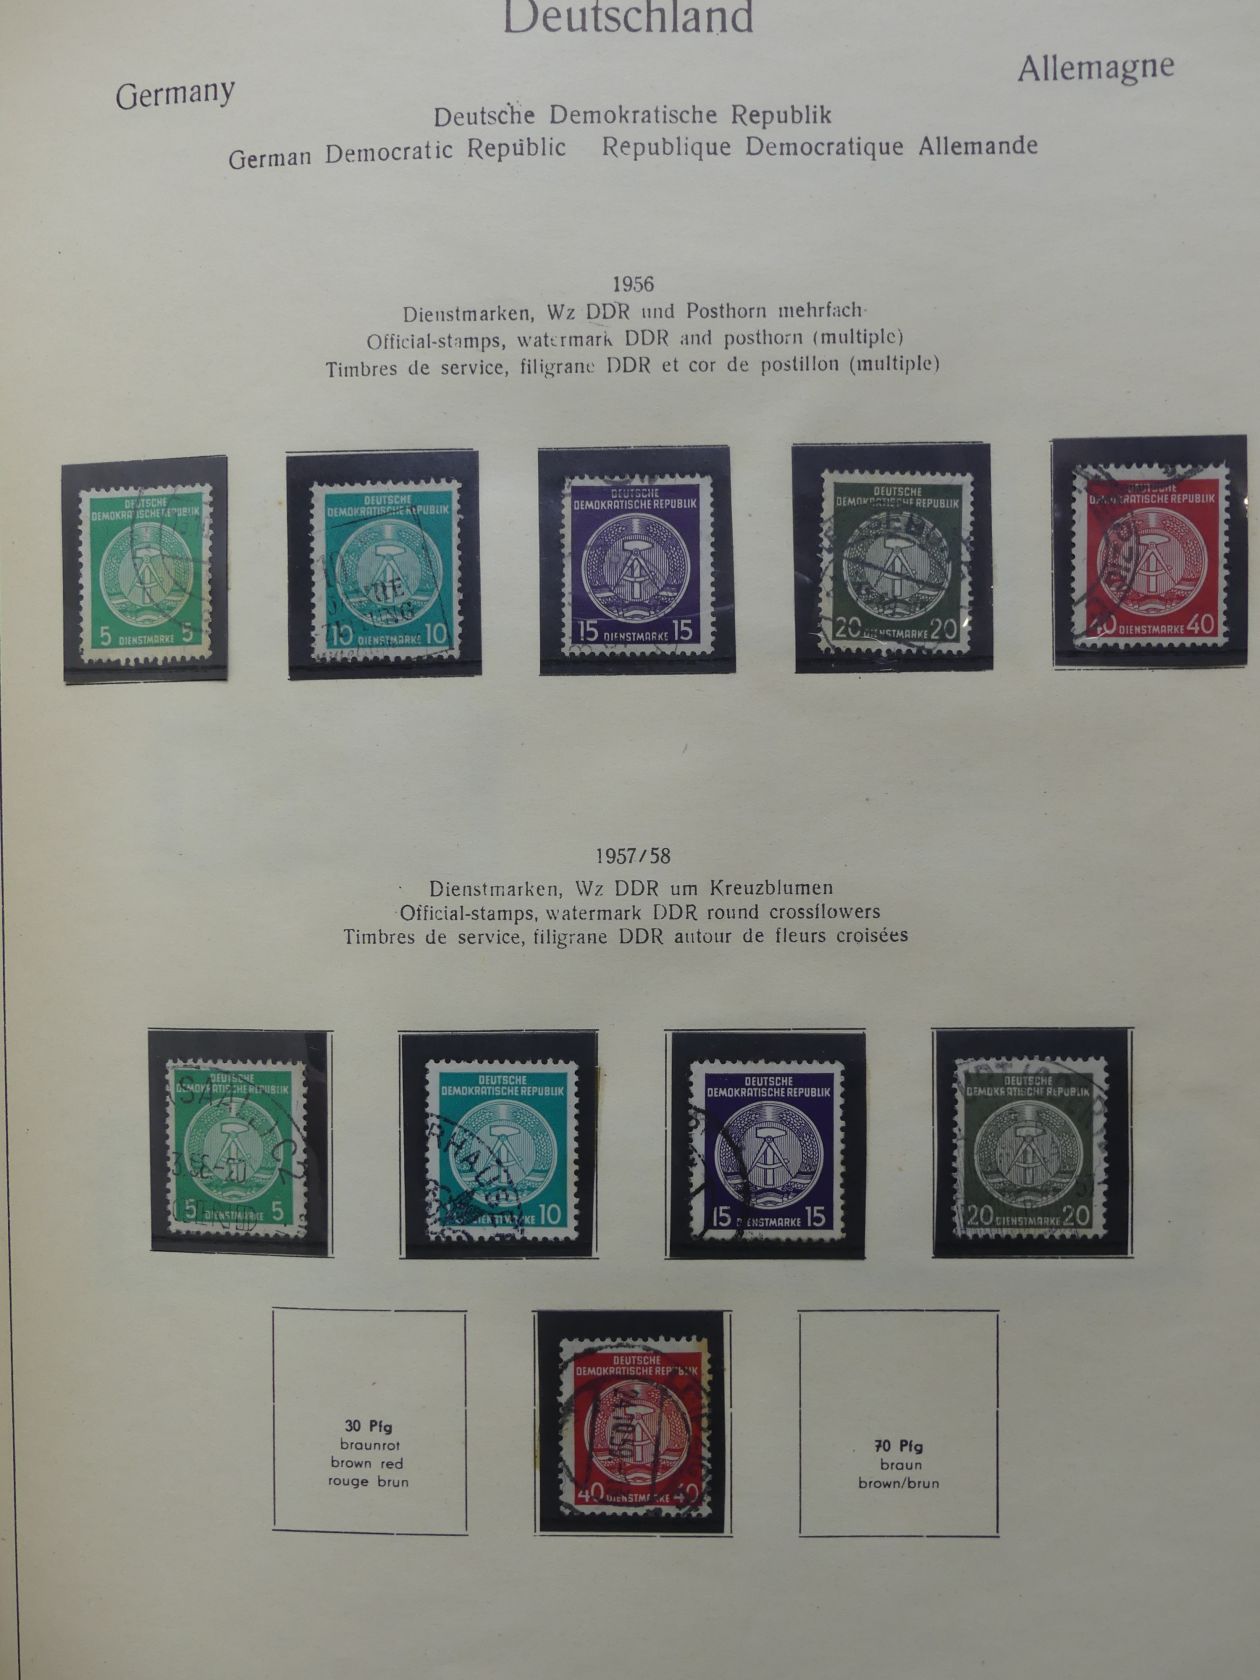 Deutschland
Germany
Allemagne
Deutsche Demokratische Republik
German Democratic Republic Republique Democratique Allemande
1956
Dienstmarken, Wz DDR und Posthorn mehrfach
Official-stamps, watermark DDR and posthorn (multiple)
Timbres de service, filigrane DDR et cor de postillon (multiple)
DEUTSCHE
DEMOKRATISCHE REPUBLIK
5 DIENSTMARKE 5
DEUTSCHE
DEMOKRATISCHE REPUBLIK
10 DIENSTMARKE 10
DEUTSCHE
DEMOKRATISCHE REPUBLIK
15 DIENSTMARKE 15
DEUTSCHE
DEMOKRATISCHE REPUBLIK
20 DIENSTMARKE 20
DEUTSCHE
DEMOKRATISCHE REPUBLIK
40 DIENSTMARKE 40
1957/58
Dienstmarken, Wz DDR um Kreuzblumen
Official-stamps, watermark DDR round crossflowers
Timbres de service, filigrane DDR autour de fleurs croisées
DEUTSCHE
DEMOKRATISCHE REPUBLIK
5 DIENSTMARKE 5
DEUTSCHE
DEMOKRATISCHE REPUBLIK
DIENSTMARKE 10
DEUTSCHE
DEMOKRATISCHE REPUBLIK
15 DIENSTMARKE 15
DEUTSCHE
DEMOKRATISCHE REPUBLIK
20 DIENSTMARKE 20
30 Pfg
braunrot
brown red
rouge brun
DEUTSCHE
DEMOKRATISCHE REPUBLIK
40 DIENSTMARKE 40
70 Pfg
braun
brown/brun